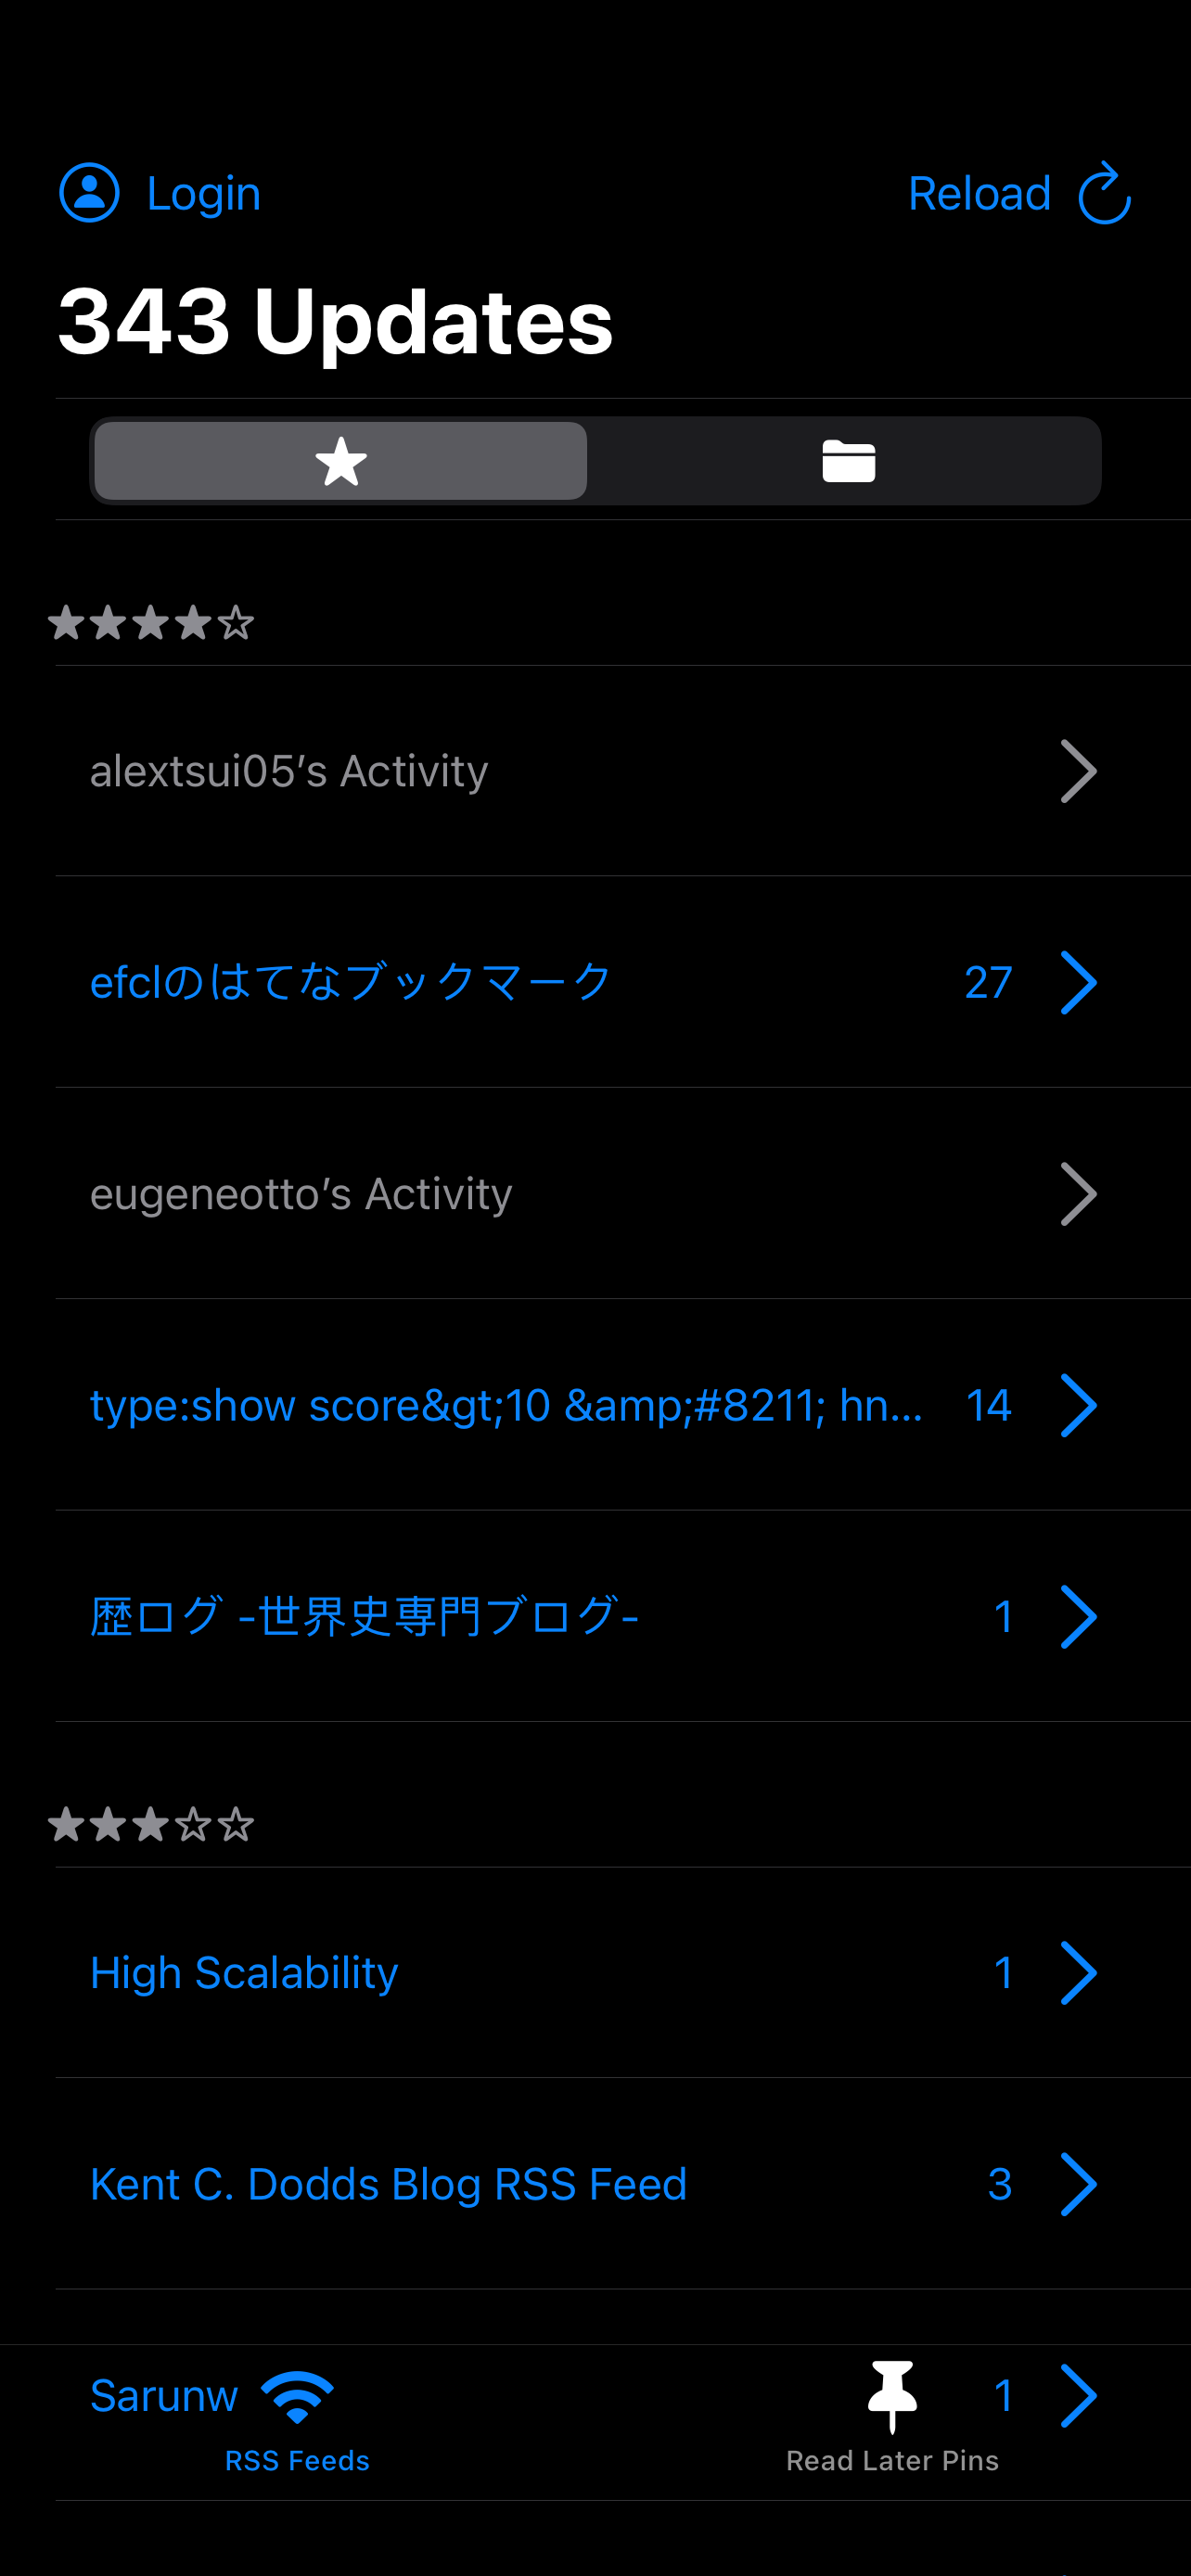 Login
Reload
343 Updates
alextsui05’s Activity
efclのはてなブックマーク 27
eugeneotto’s Activity
type:show score&gt;10 &amp;#8211; hn... 14
歴ログ -世界史専門ブログ- 1
High Scalability 1
Kent C. Dodds Blog RSS Feed 3
Sarunw 1
RSS Feeds
Read Later Pins